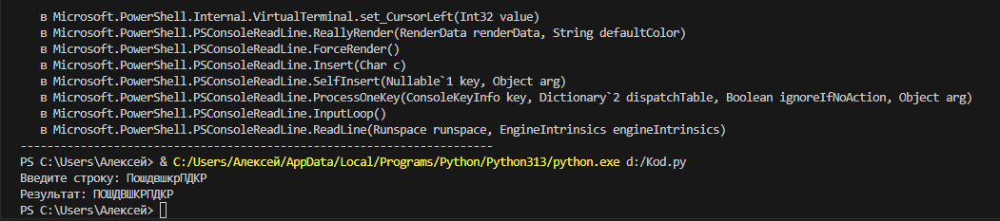 в Microsoft.PowerShell.Internal.VirtualTerminal.set_CursorLeft(Int32 value)
в Microsoft.PowerShell.PSConsoleReadLine.ReallyRender(RenderData renderData, String defaultColor)
в Microsoft.PowerShell.PSConsoleReadLine.ForceRender()
в Microsoft.PowerShell.PSConsoleReadLine.Insert(Char c)
в Microsoft.PowerShell.PSConsoleReadLine.SelfInsert(Nullable`1 key, Object arg)
в Microsoft.PowerShell.PSConsoleReadLine.ProcessOneKey(ConsoleKeyInfo key, Dictionary`2 dispatchTable, Boolean ignoreIfNoAction, Object arg)
в Microsoft.PowerShell.PSConsoleReadLine.InputLoop()
в Microsoft.PowerShell.PSConsoleReadLine.ReadLine(Runspace runspace, EngineIntrinsics engineIntrinsics)
-----------------------------------------------------------------------
PS C:\Users\Алексей> & C:/Users/Алексей/AppData/Local/Programs/Python/Python313/python.exe d:/Kod.py
Введите строку: ПошдвшкрПДКР
Результат: ПОШДВШКРПДКР
PS C:\Users\Алексей>